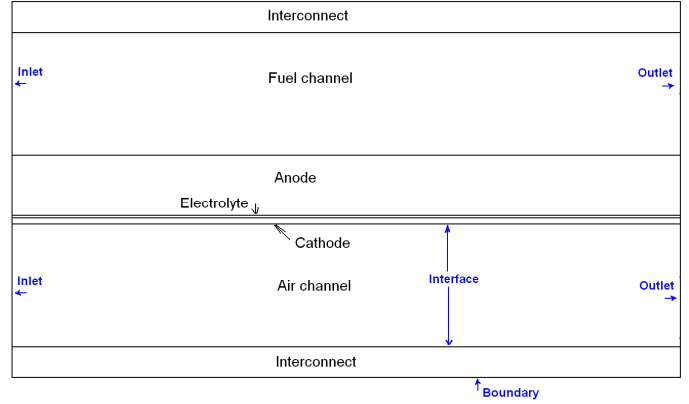 Interconnect
Inlet
Fuel channel
Outlet
Anode
Electrolyte
Cathode
Inlet
Air channel
Interface
Outlet
Interconnect
Boundary